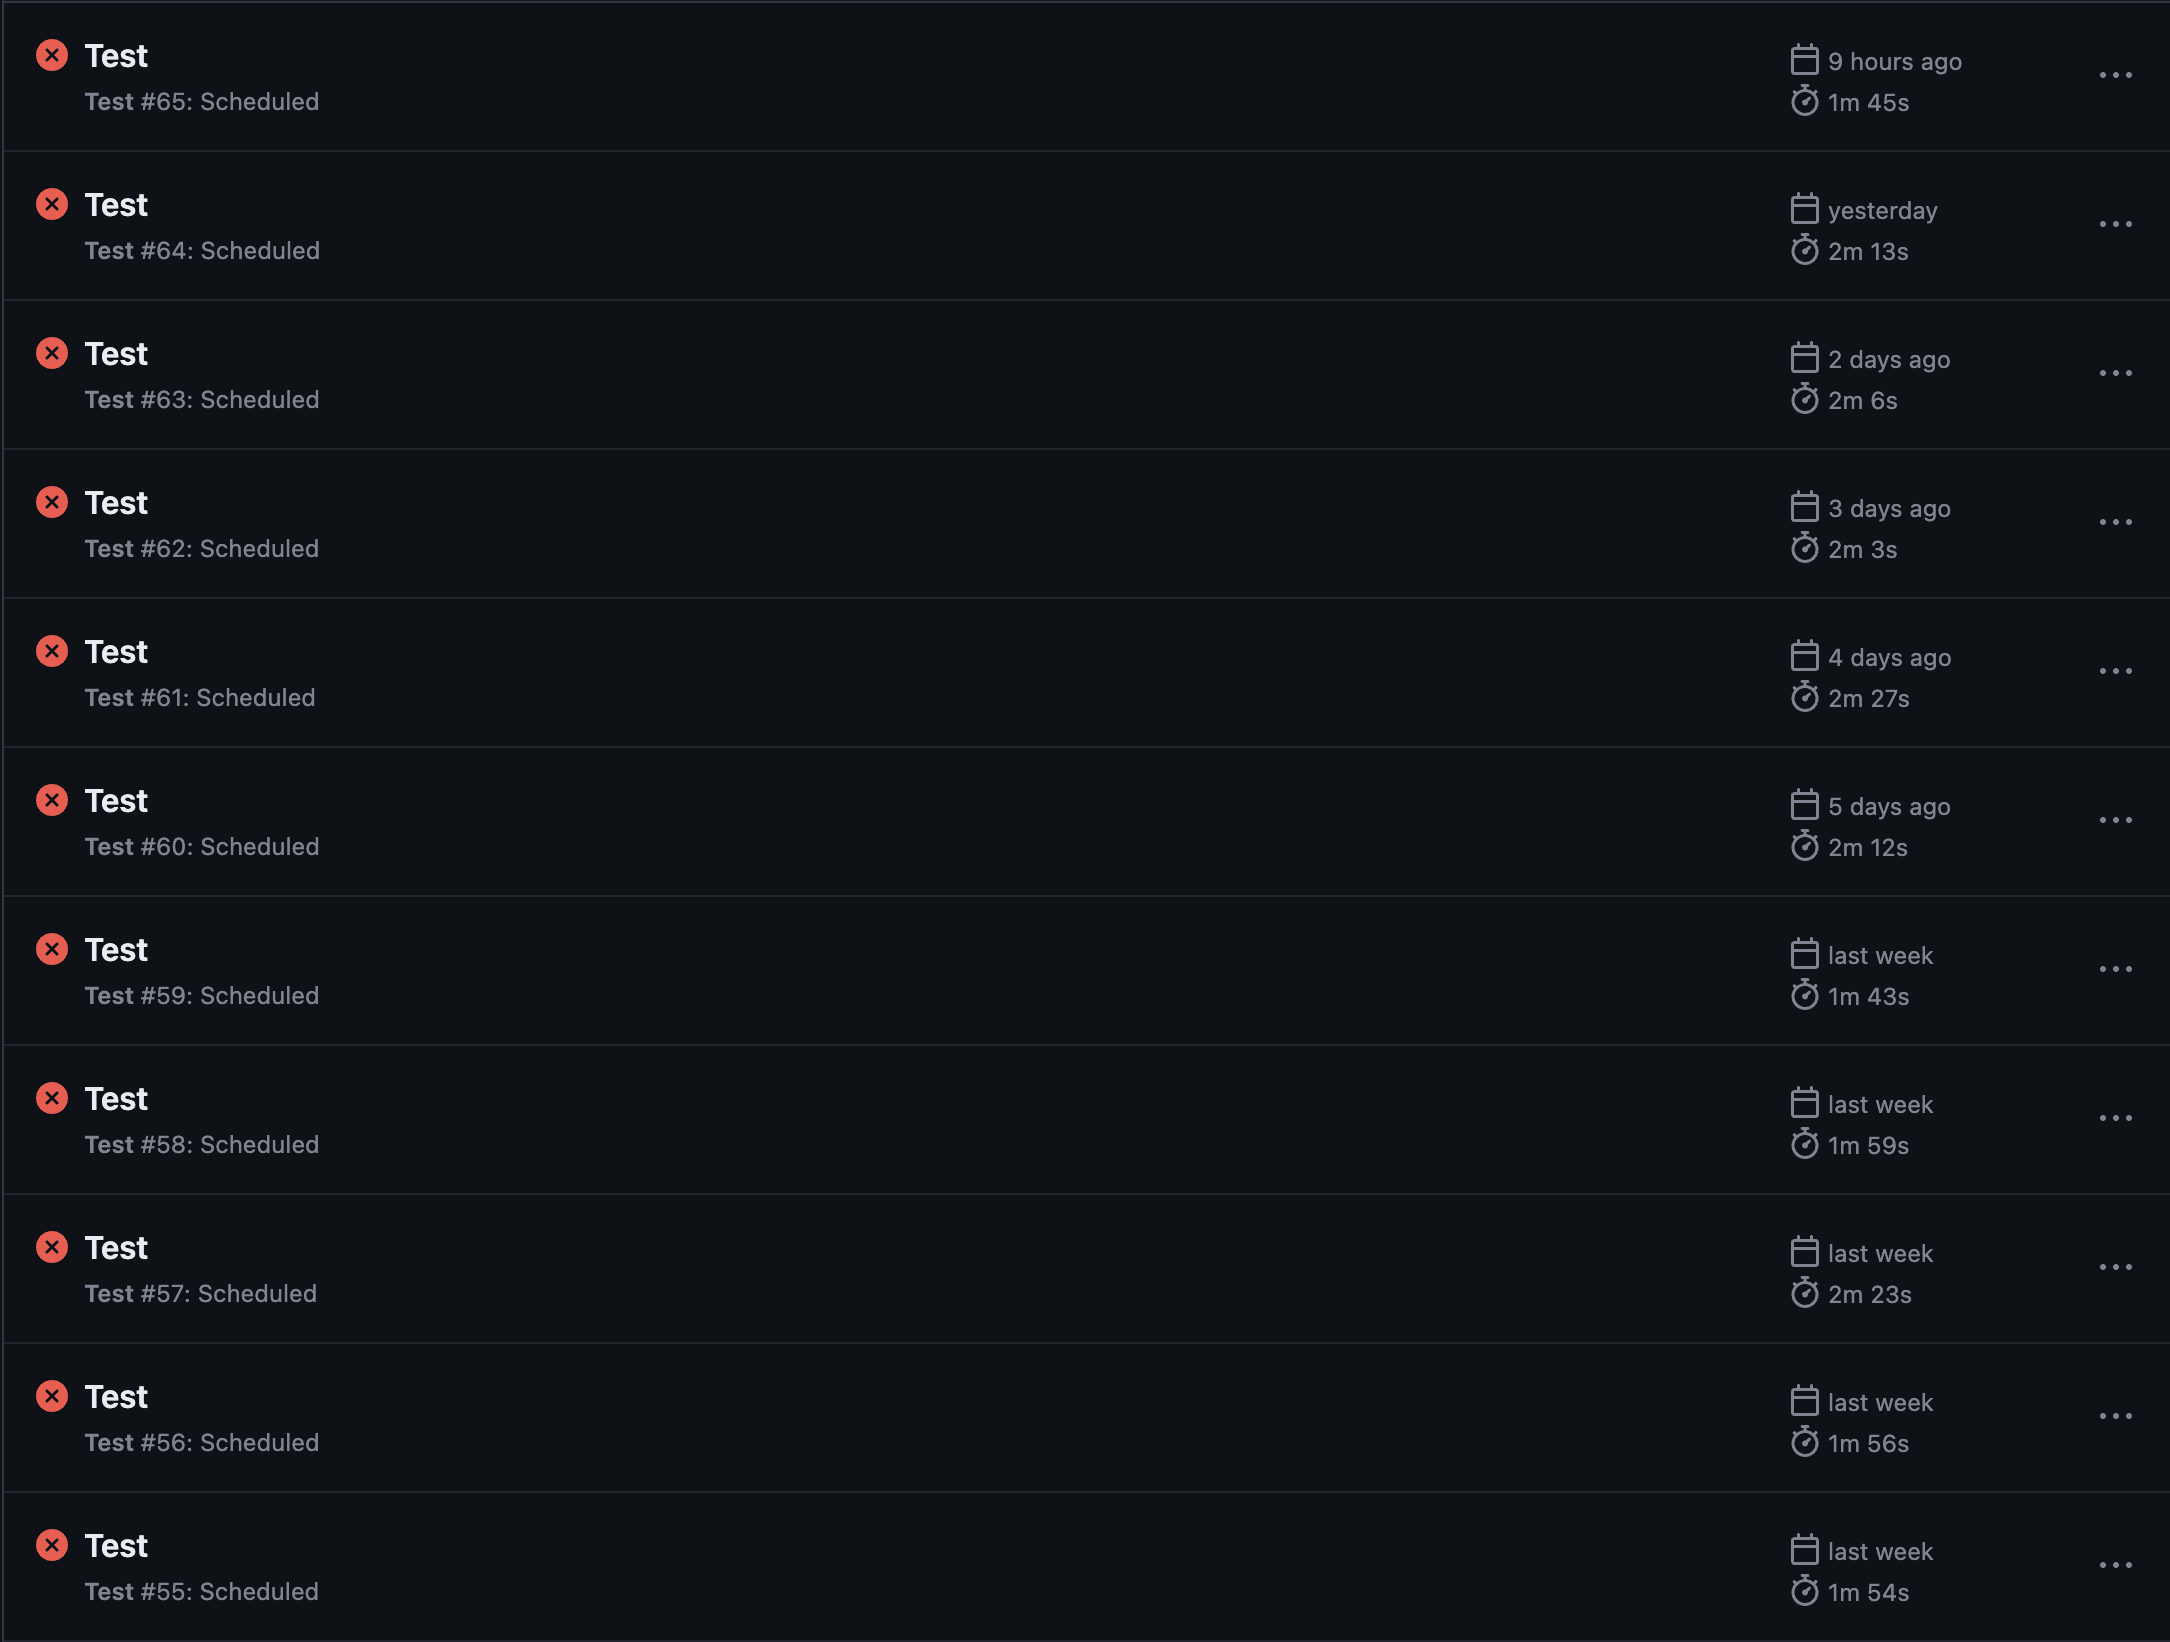 Test
Test #65: Scheduled
9 hours ago
1m 45s
Test
Test #64: Scheduled
yesterday
2m 13s
Test
Test #63: Scheduled
2 days ago
2m 6s
Test
Test #62: Scheduled
3 days ago
2m 3s
Test
Test #61: Scheduled
4 days ago
2m 27s
Test
Test #60: Scheduled
5 days ago
2m 12s
Test
Test #59: Scheduled
last week
1m 43s
Test
Test #58: Scheduled
last week
1m 59s
Test
Test #57: Scheduled
last week
2m 23s
Test
Test #56: Scheduled
last week
1m 56s
Test
Test #55: Scheduled
last week
1m 54s